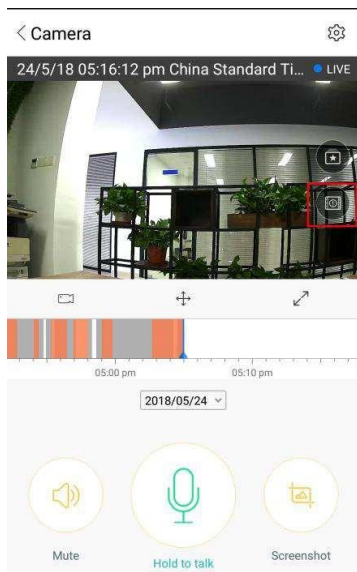 Camera
24/5/18 05:16:12 pm China Standard Ti... LIVE
05:00 pm 05:10 pm
2018/05/24
Mute Hold to talk Screenshot